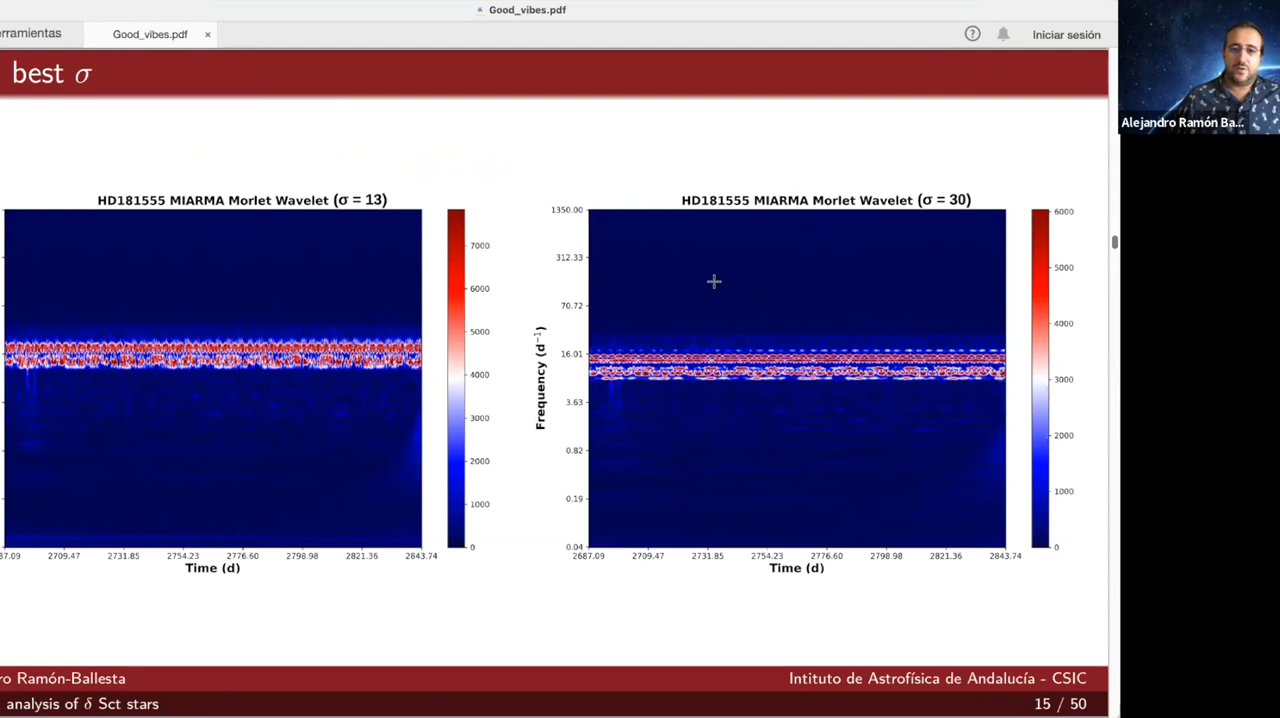 Good_vibes.pdf
erramientas
Good_vibes.pdf ×
? Iniciar sesión
best σ
Alejandro Ramón Ba...
HD181555 MIARMA Morlet Wavelet (σ = 13)
7000
6000
5000
4000
3000
2000
1000
0
37.09 2709.47 2731.85 2754.23 2776.60 2798.98 2821.36 2843.74
Time (d)
HD181555 MIARMA Morlet Wavelet (σ = 30)
Frequency (d⁻¹)
1350.00
312.33
70.72
16.01
3.63
0.82
0.19
0.04
6000
5000
4000
3000
2000
1000
0
2687.09 2709.47 2731.85 2754.23 2776.60 2798.98 2821.36 2843.74
Time (d)
ro Ramón-Ballesta
Intituto de Astrofísica de Andalucía - CSIC
analysis of δ Sct stars
15 / 50